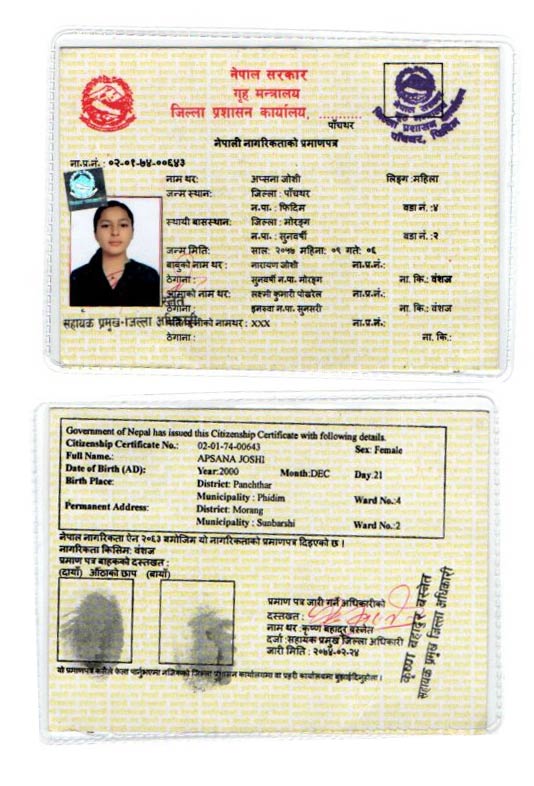 नेपाल सरकार
गृह मन्त्रालय
जिल्ला प्रशासन कार्यालय, ............
पाँचथर
नेपाली नागरिकताको प्रमाणपत्र
ना.प्र.नं. : ०२-०१-७४-००६४३
नाम थर: अप्सना जोशी लिङ्ग :महिला
जन्म स्थान: जिल्ला : पाँचथर
न.पा. : फिदिम वडा नं. :४
स्थायी बासस्थान: जिल्ला : मोरङ्ग
न.पा. : सुनवर्षी वडा नं. :२
जन्म मिति: साल: २०५७ महिना: ०९ गते: ०६
बाबुको नाम थर : नारायण जोशी ना.प्र.नं.:
ठेगाना : सुनवर्षी न.पा. मोरङ्ग ना. कि.: वंशज
आमाको नाम थर: लक्ष्मी कुमारी पोखरेल ना.प्र.नं.:
ठेगाना : इनरुवा न.पा. सुनसरी ना. कि.: वंशज
नामथर: XXX ना.प्र.नं.:
ठेगाना : ना. कि.:
सहायक प्रमुख जिल्ला अधिकारी
नेपाल सरकार
जिल्ला प्रशासन
पाँचथर, फिदिम
Government of Nepal has issued this Citizenship Certificate with following details.
Citizenship Certificate No.: 02-01-74-00643 Sex: Female
Full Name.: APSANA JOSHI
Date of Birth (AD): Year:2000 Month:DEC Day:21
Birth Place: District: Panchthar
Municipality : Phidim Ward No.:4
Permanent Address: District: Morang
Municipality : Sunbarshi Ward No.:2
नेपाल नागरिकता ऐन २०६३ बमोजिम यो नागरिकताको प्रमाणपत्र दिइएको छ ।
नागरिकता किसिम: वंशज
प्रमाण पत्र बाहकको दस्तखत :
(दायाँ) औंठाको छाप (बायाँ)
प्रमाण पत्र जारी गर्ने अधिकारीको
दस्तखत :
नाम थर : कृष्ण बहादुर बस्नेत
दर्जा : सहायक प्रमुख जिल्ला अधिकारी
जारी मिति : २०७४-०२-२४
कृष्ण बहादुर बस्नेत
सहायक प्रमुख जिल्ला अधिकारी
यो प्रमाणपत्र कसैले फेला पार्नुभएमा नजिकको जिल्ला प्रशासन कार्यालयमा वा प्रहरी कार्यालयमा बुझाईदिनुहोला ।